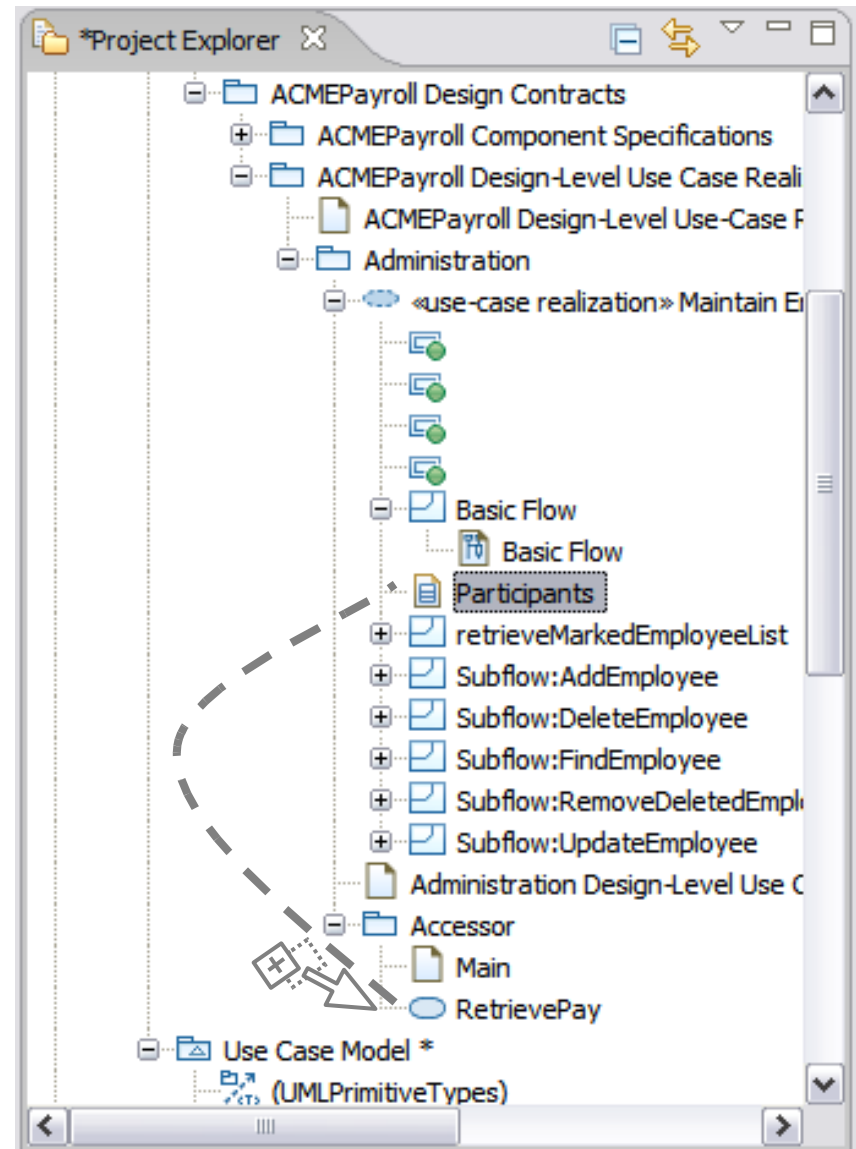 *Project Explorer
ACMEPayroll Design Contracts
ACMEPayroll Component Specifications
ACMEPayroll Design-Level Use Case Reali
ACMEPayroll Design-Level Use-Case
Administration
«use-case realization» Maintain
Basic Flow
Basic Flow
Participants
retrieveMarkedEmployeeList
Subflow:AddEmployee
Subflow:DeleteEmployee
Subflow:FindEmployee
Subflow:RemoveDeletedEmpl
Subflow:UpdateEmployee
Administration Design-Level Use
Accessor
Main
RetrievePay
Use Case Model *
(UMLPrimitiveTypes)